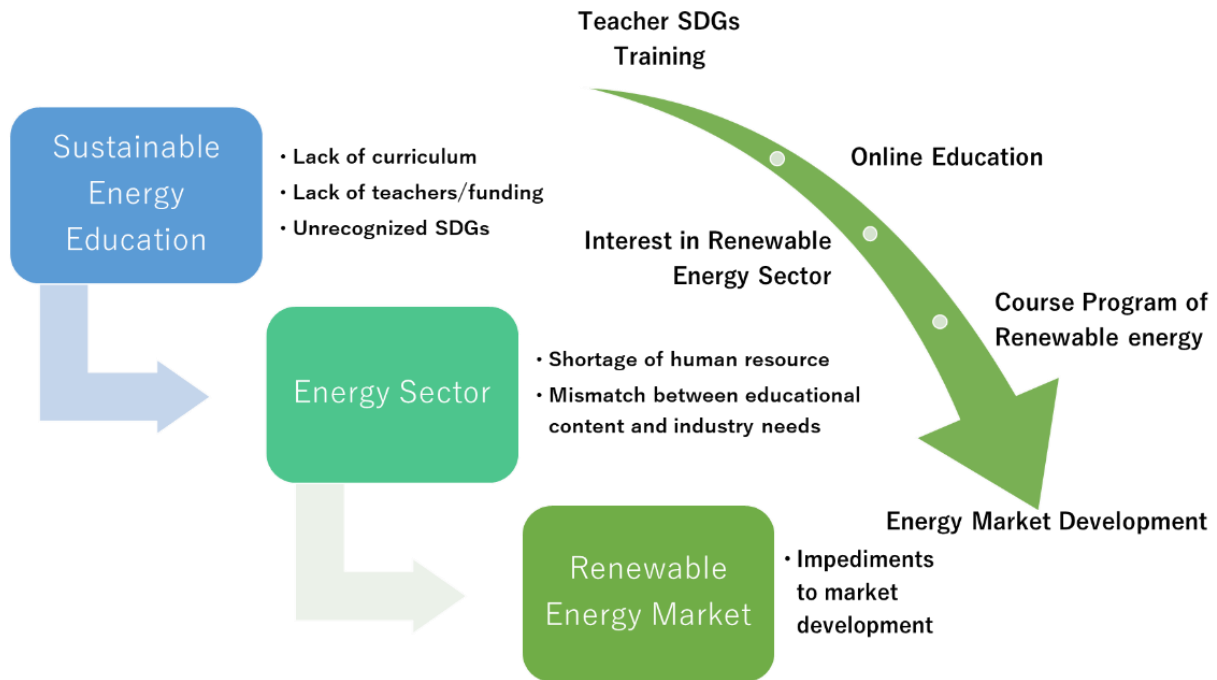 Teacher SDGs
Training
Sustainable
Energy
Education
・Lack of curriculum
・Lack of teachers/funding
・Unrecognized SDGs
Online Education
Interest in Renewable
Energy Sector
Course Program of
Renewable energy
Energy Sector
・Shortage of human resource
・Mismatch between educational
content and industry needs
Energy Market Development
Renewable
Energy Market
・Impediments
to market
development